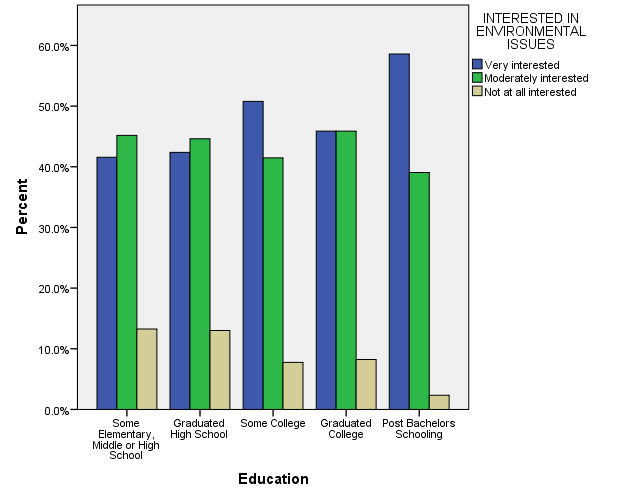 INTERESTED IN
ENVIRONMENTAL
ISSUES
Very interested
Moderately interested
Not at all interested
60.0%
50.0%
40.0%
30.0%
20.0%
10.0%
0.0%
Percent
Some
Elementary,
Middle or High
School
Graduated
High School
Some College
Graduated
College
Post Bachelors
Schooling
Education